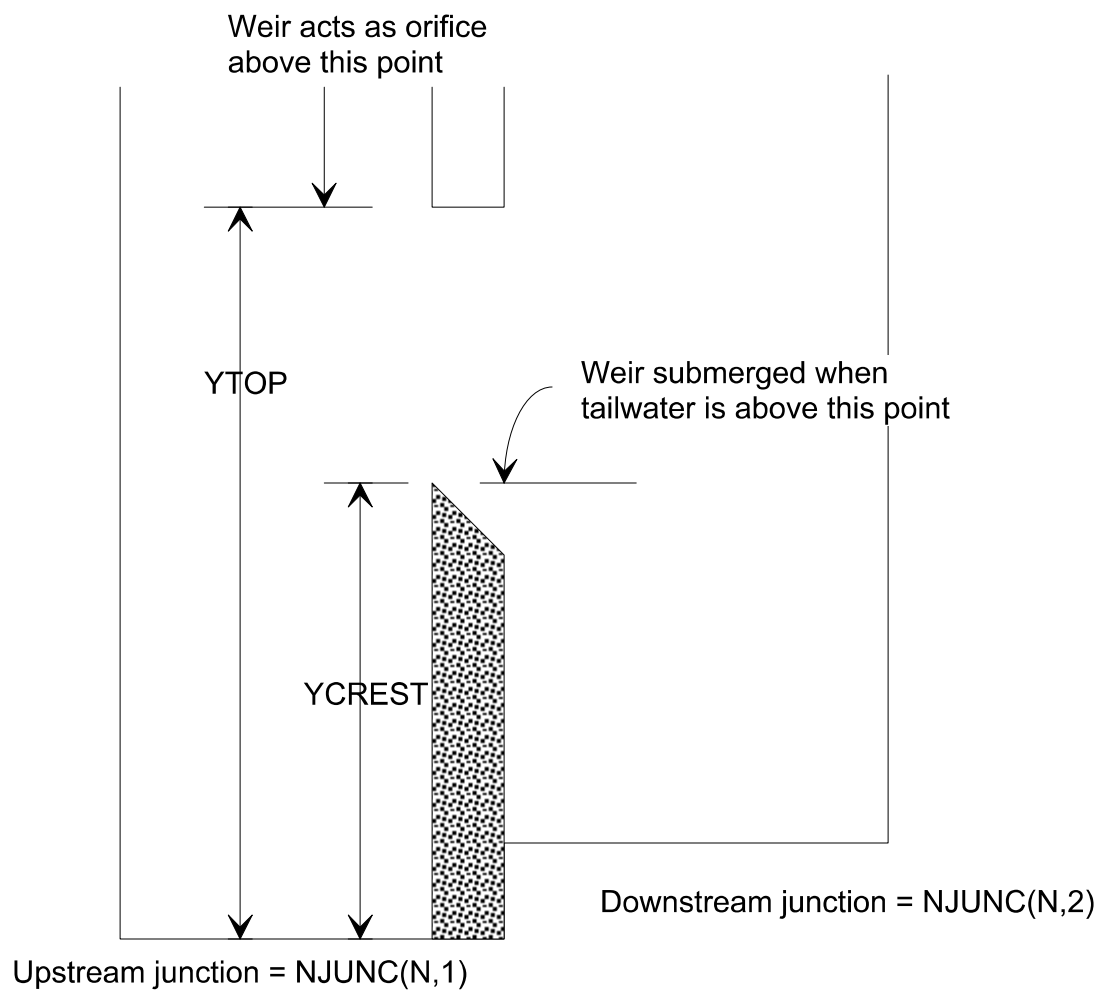 Weir acts as orifice
above this point
YTOP
Weir submerged when
tailwater is above this point
YCREST
Downstream junction = NJUNC(N,2)
Upstream junction = NJUNC(N,1)